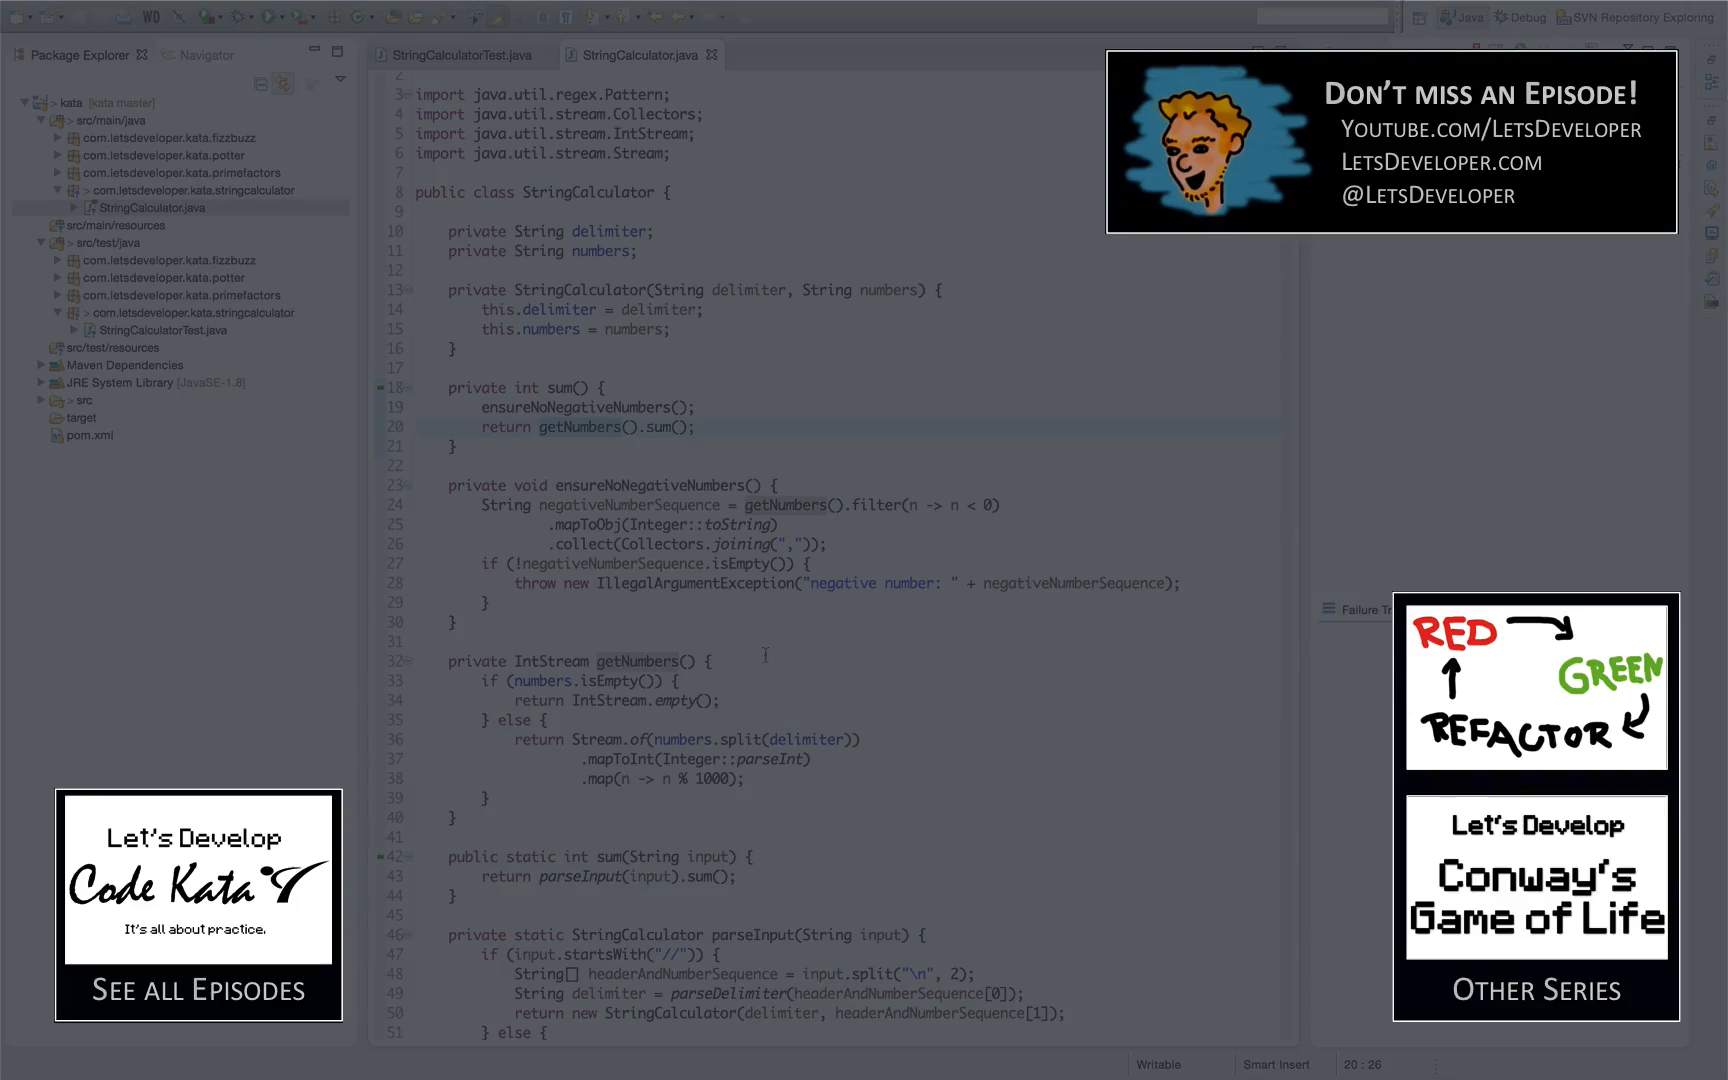 WD
Java
Debug
SVN Repository Exploring
Package Explorer
Navigator
> kata [kata master]
> src/main/java
com.letsdeveloper.kata.fizzbuzz
com.letsdeveloper.kata.potter
com.letsdeveloper.kata.primefactors
> com.letsdeveloper.kata.stringcalculator
StringCalculator.java
src/main/resources
> src/test/java
com.letsdeveloper.kata.fizzbuzz
com.letsdeveloper.kata.potter
com.letsdeveloper.kata.primefactors
> com.letsdeveloper.kata.stringcalculator
StringCalculatorTest.java
src/test/resources
Maven Dependencies
JRE System Library [JavaSE-1.8]
> src
target
pom.xml
StringCalculatorTest.java
StringCalculator.java
2
3 import java.util.regex.Pattern;
4 import java.util.stream.Collectors;
5 import java.util.stream.IntStream;
6 import java.util.stream.Stream;
7
8 public class StringCalculator {
9
10 private String delimiter;
11 private String numbers;
12
13 private StringCalculator(String delimiter, String numbers) {
14 this.delimiter = delimiter;
15 this.numbers = numbers;
16 }
17
18 private int sum() {
19 ensureNoNegativeNumbers();
20 return getNumbers().sum();
21 }
22
23 private void ensureNoNegativeNumbers() {
24 String negativeNumberSequence = getNumbers().filter(n -> n < 0)
25 .mapToObj(Integer::toString)
26 .collect(Collectors.joining(","));
27 if (!negativeNumberSequence.isEmpty()) {
28 throw new IllegalArgumentException("negative number: " + negativeNumberSequence);
29 }
30 }
31
32 private IntStream getNumbers() {
33 if (numbers.isEmpty()) {
34 return IntStream.empty();
35 } else {
36 return Stream.of(numbers.split(delimiter))
37 .mapToInt(Integer::parseInt)
38 .map(n -> n % 1000);
39 }
40 }
41
42 public static int sum(String input) {
43 return parseInput(input).sum();
44 }
45
46 private static StringCalculator parseInput(String input) {
47 if (input.startsWith("//")) {
48 String[] headerAndNumberSequence = input.split("\n", 2);
49 String delimiter = parseDelimiter(headerAndNumberSequence[0]);
50 return new StringCalculator(delimiter, headerAndNumberSequence[1]);
51 } else {
DON'T MISS AN EPISODE!
YOUTUBE.COM/LETSDEVELOPER
LETSDEVELOPER.COM
@LETSDEVELOPER
Failure Tr
RED
GREEN
REFACTOR
Let's Develop
Conway's
Game of Life
OTHER SERIES
Let's Develop
Code Kata
It's all about practice.
SEE ALL EPISODES
Writable
Smart Insert
20 : 26